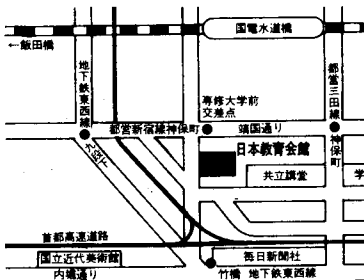 国電水道橋
←飯田橋
地下鉄東西線
都営三田線
専修大学前
交差点
都営新宿線神保町
靖国通り
神保町
九段下
日本教育会館
共立講堂
学
首都高速道路
国立近代美術館
毎日新聞社
内堀通り
竹橋 地下鉄東西線